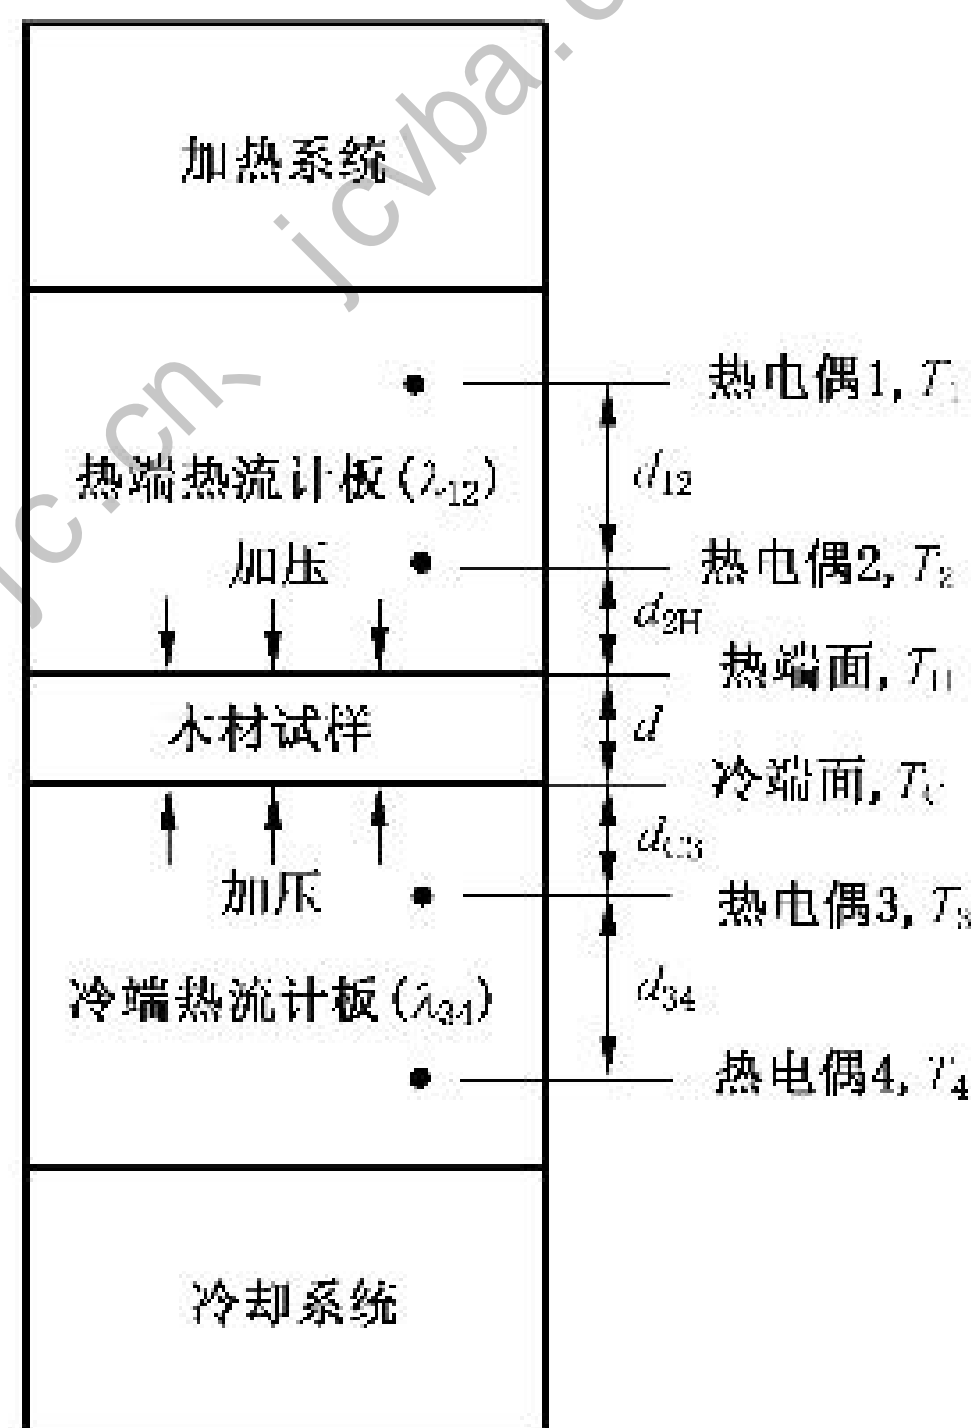 加热系统
jcvba.
jc.cn、
热电偶1, T₁
热端热流计板(λ₁₂)
d₁₂
加压
热电偶2, T₂
d₂H
热端面, T_H
木材试样
d
冷端面, T_C
d_C3
加压
热电偶3, T₃
冷端热流计板(λ₃₄)
d₃₄
热电偶4, T₄
冷却系统